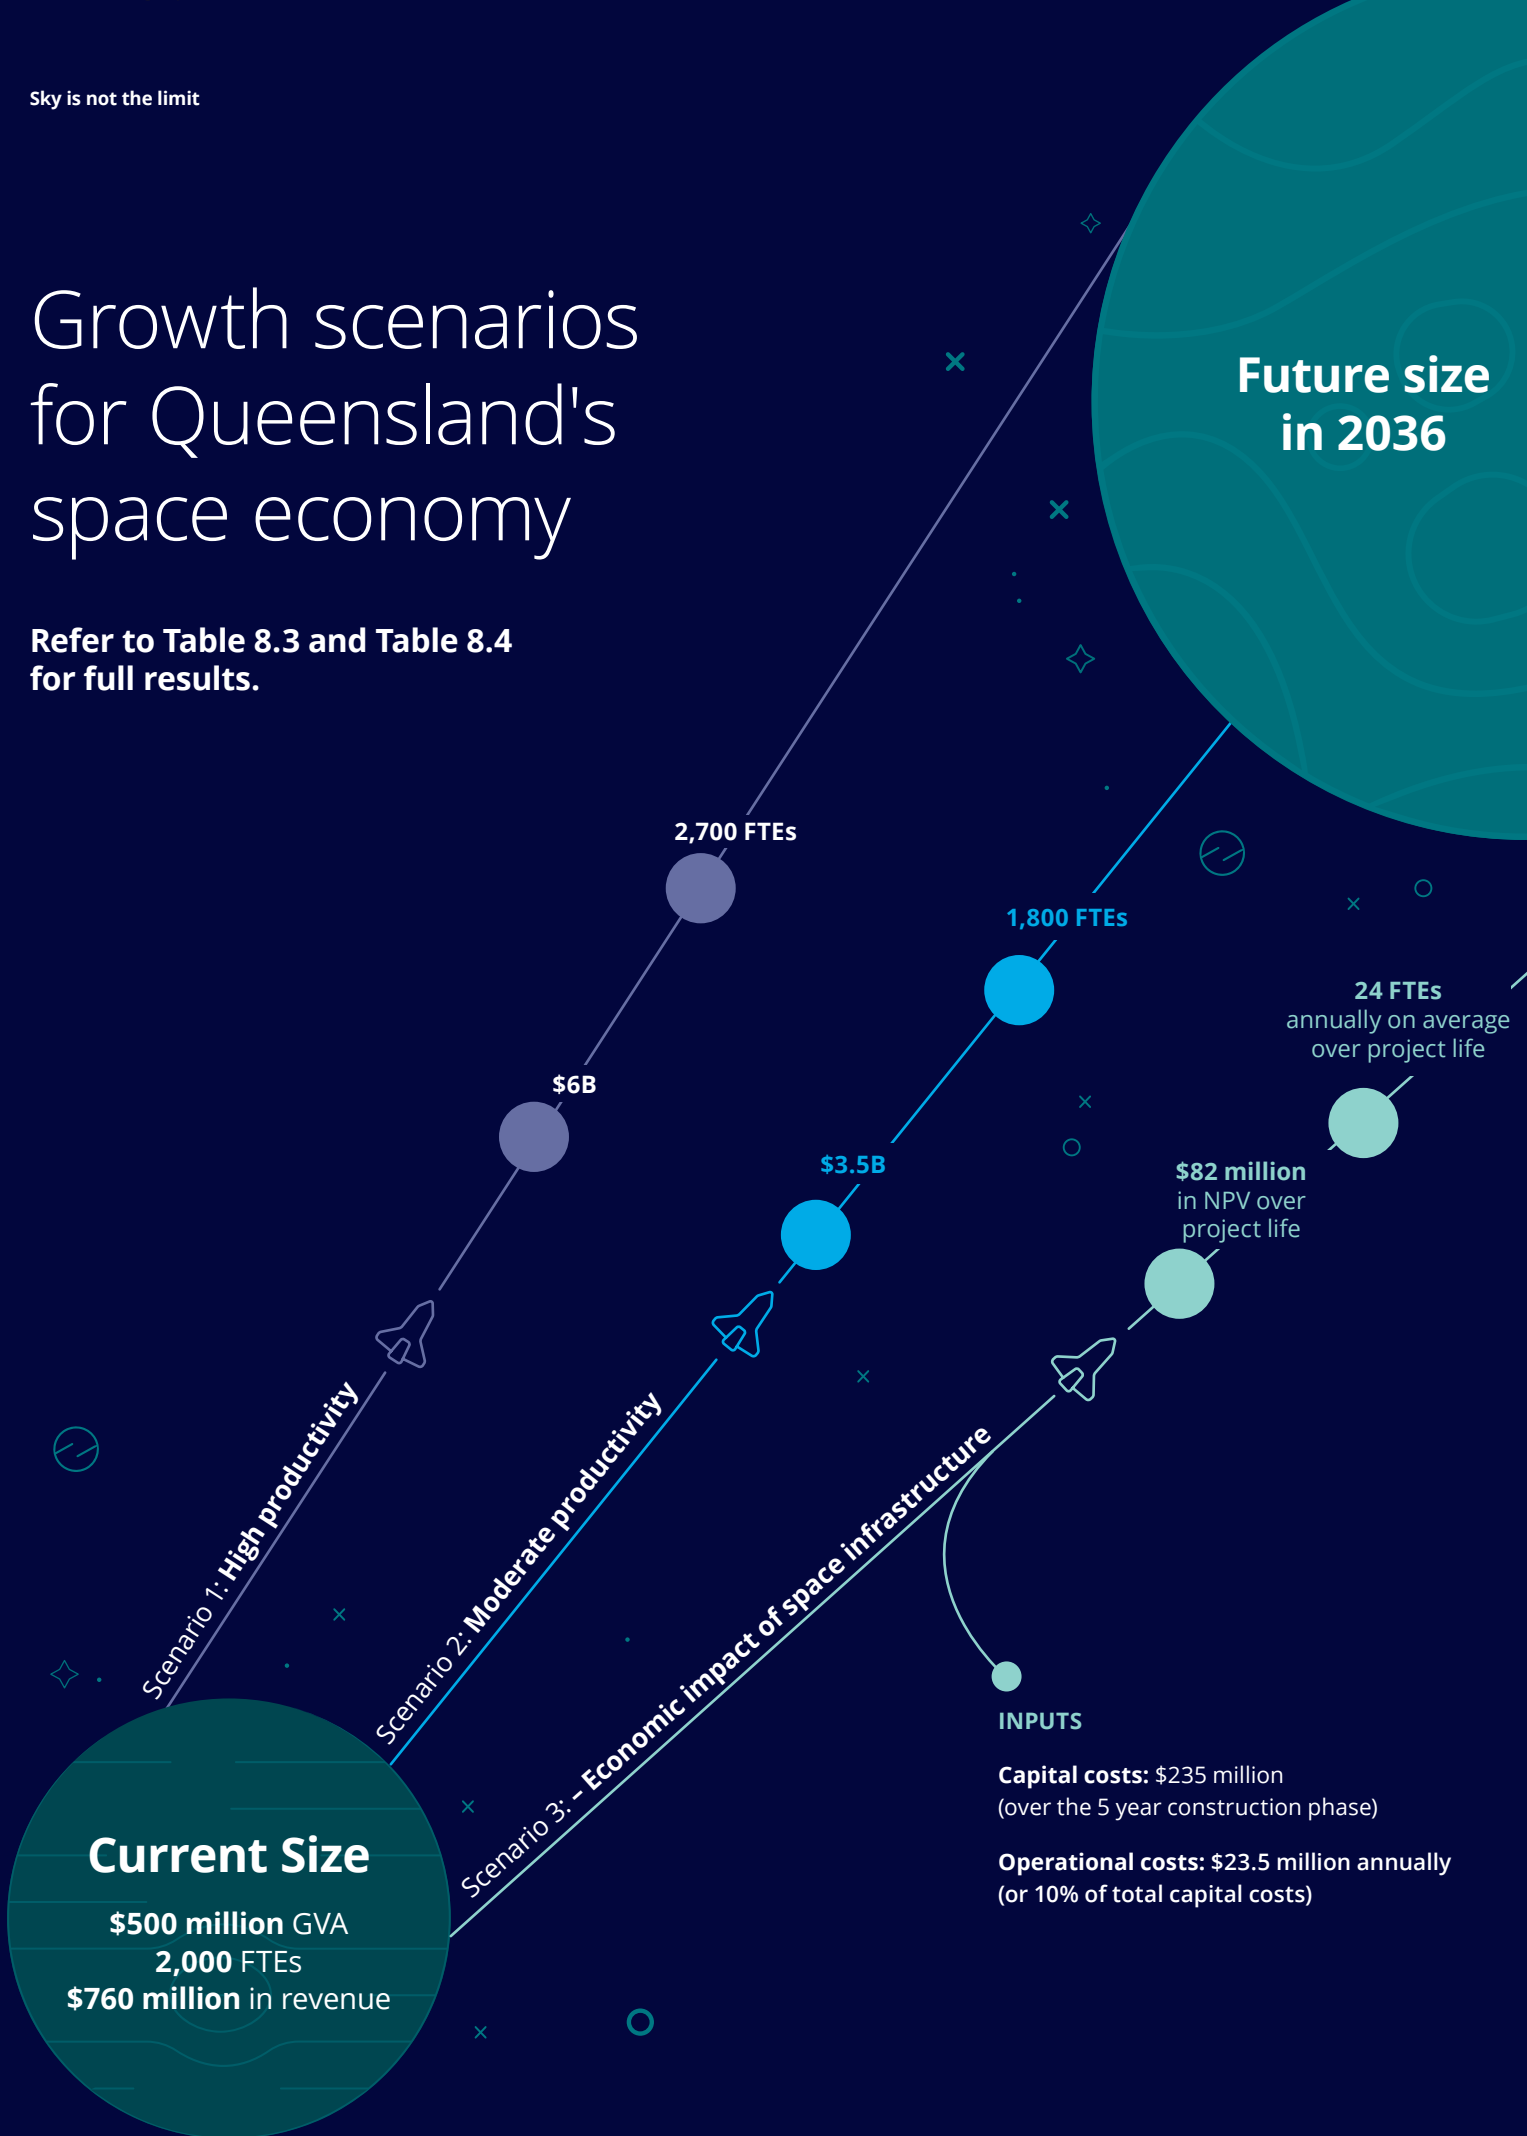 Sky is not the limit
Growth scenarios
for Queensland's
space economy
Refer to Table 8.3 and Table 8.4
for full results.
Future size
in 2036
2,700 FTEs
$6B
Scenario 1: High productivity
1,800 FTEs
$3.5B
Scenario 2: Moderate productivity
24 FTEs
annually on average
over project life
$82 million
in NPV over
project life
Scenario 3: – Economic impact of space infrastructure
INPUTS
Capital costs: $235 million
(over the 5 year construction phase)
Operational costs: $23.5 million annually
(or 10% of total capital costs)
Current Size
$500 million GVA
2,000 FTEs
$760 million in revenue